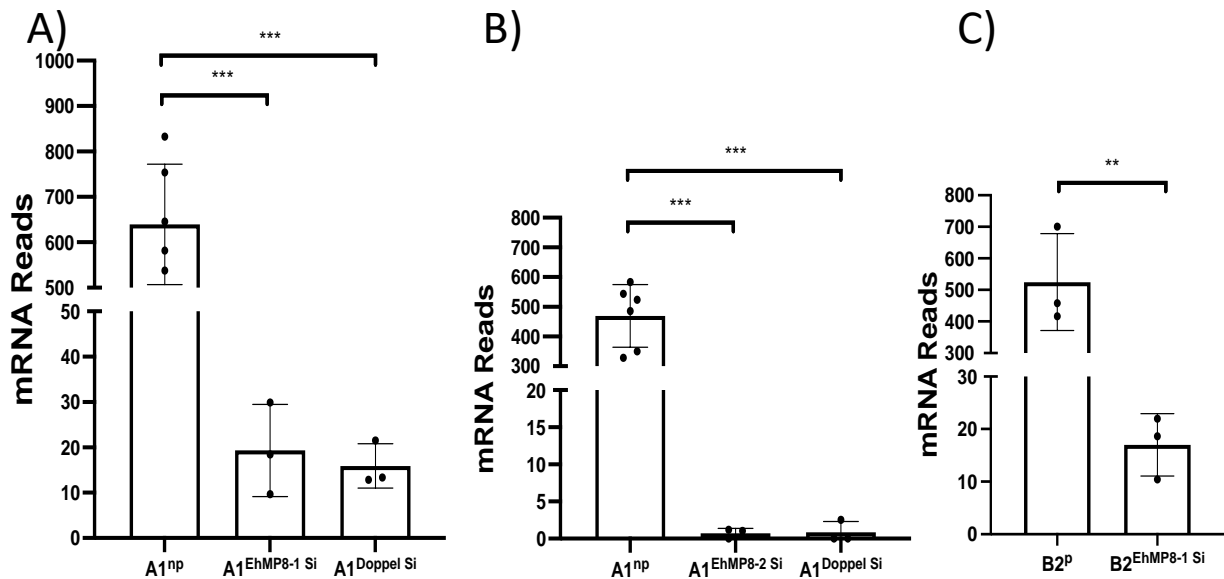 A)
***
***
1000
900
800
700
600
500
50
40
30
20
10
0
mRNA Reads
A1ⁿᵖ
A1ᴱʰᴹᴾ⁸⁻¹ ˢⁱ
A1ᴰᵒᵖᵖᵉˡ ˢⁱ
B)
***
***
800
700
600
500
400
300
20
15
10
5
0
mRNA Reads
A1ⁿᵖ
A1ᴱʰᴹᴾ⁸⁻² ˢⁱ
A1ᴰᵒᵖᵖᵉˡ ˢⁱ
C)
**
800
700
600
500
400
300
30
20
10
0
mRNA Reads
B2ᵖ
B2ᴱʰᴹᴾ⁸⁻¹ ˢⁱ